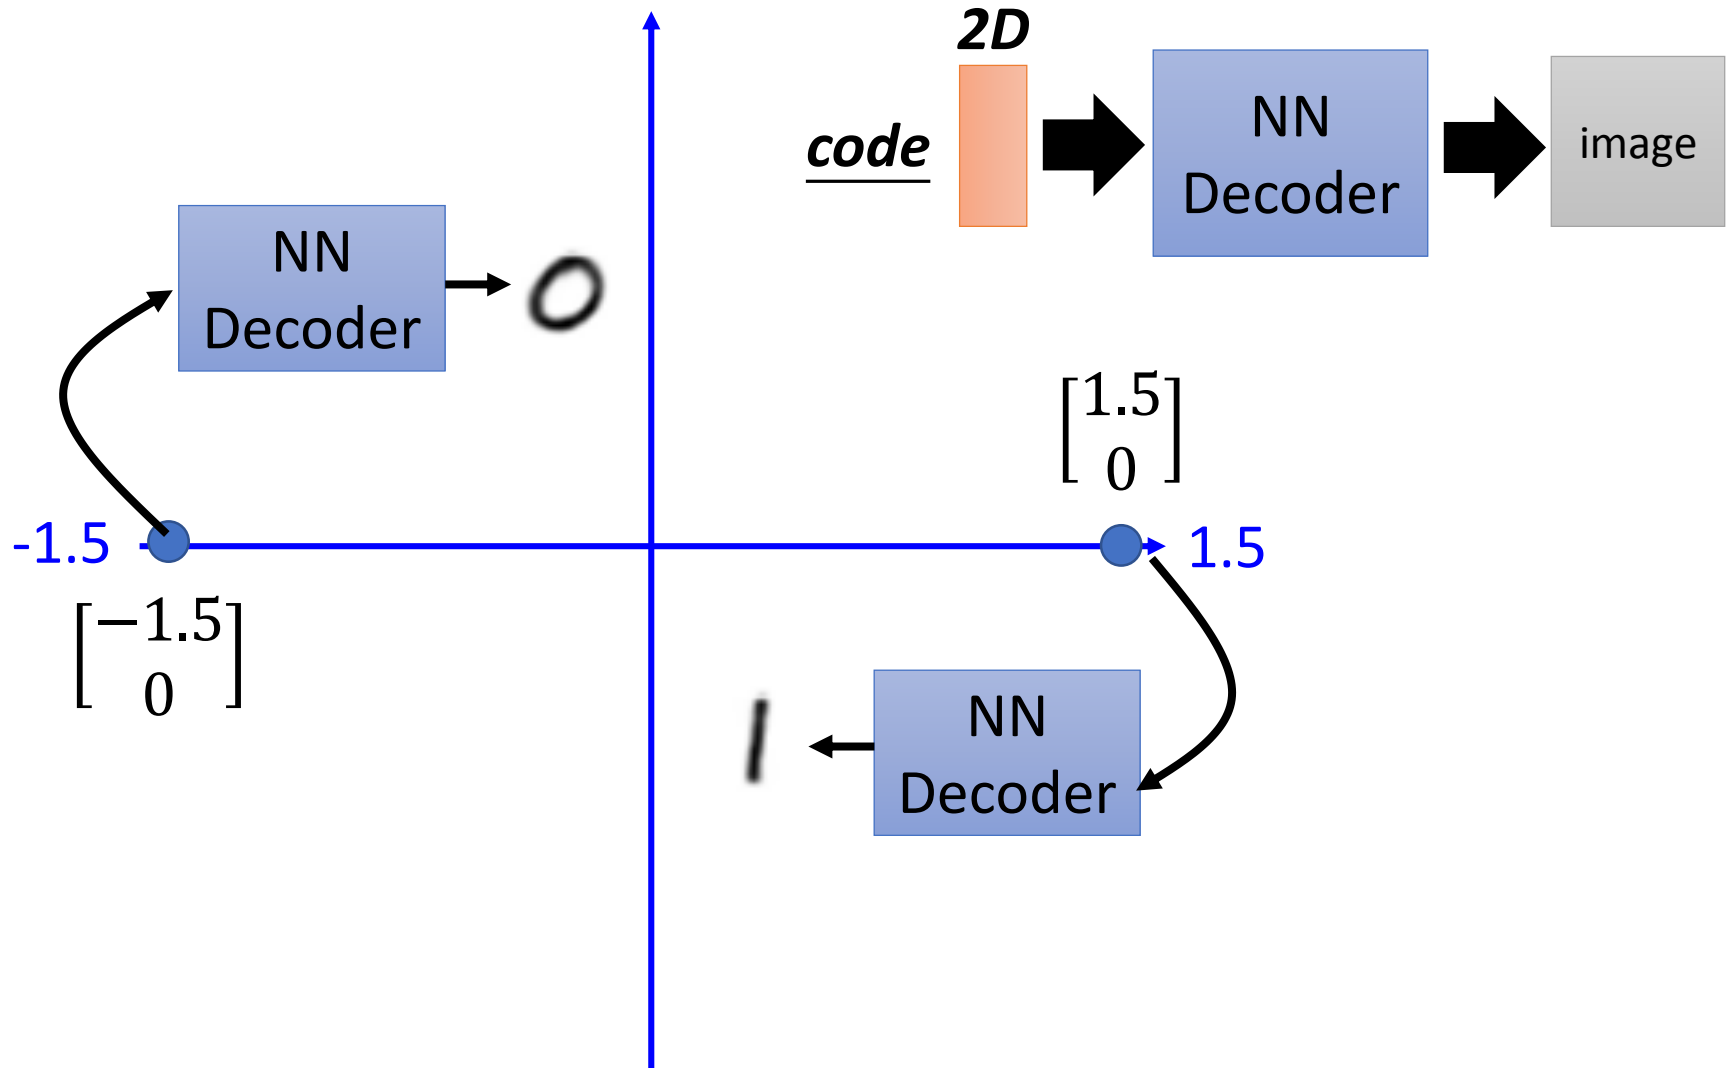 2D
code
NN
Decoder
image
NN
Decoder
0
[1.5
0]
-1.5
1.5
[−1.5
0]
1
NN
Decoder